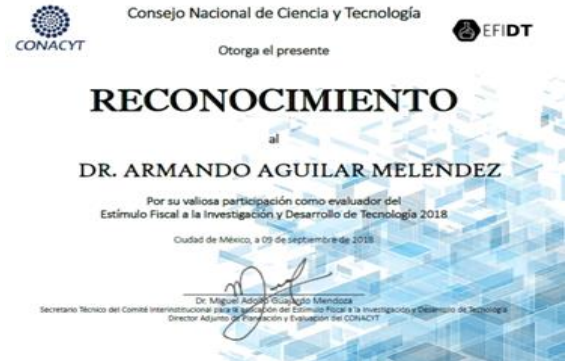 CONACYT
Consejo Nacional de Ciencia y Tecnología
EFIDT
Otorga el presente
RECONOCIMIENTO
al
DR. ARMANDO AGUILAR MELENDEZ
Por su valiosa participación como evaluador del
Estímulo Fiscal a la Investigación y Desarrollo de Tecnología 2018
Ciudad de México, a 09 de septiembre de 2018
Dr. Miguel Adolfo Guajardo Mendoza
Secretario Técnico del Comité Interinstitucional para la aplicación del Estímulo Fiscal a la Investigación y Desarrollo de Tecnología
Director Adjunto de Planeación y Evaluación del CONACYT